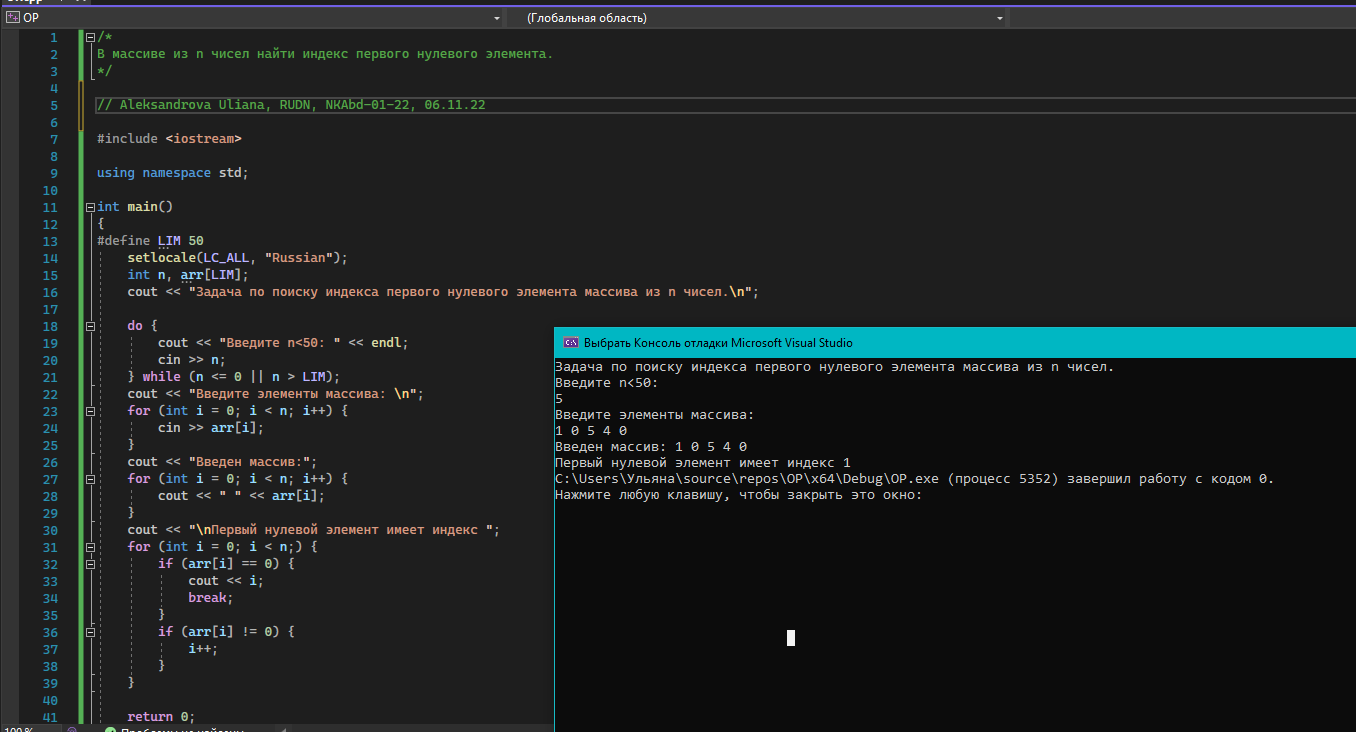 OP (Глобальная область)
1 /*
2 В массиве из n чисел найти индекс первого нулевого элемента.
3 */
4
5 // Aleksandrova Uliana, RUDN, NKAbd-01-22, 06.11.22
6
7 #include <iostream>
8
9 using namespace std;
10
11 int main()
12 {
13 #define LIM 50
14 setlocale(LC_ALL, "Russian");
15 int n, arr[LIM];
16 cout << "Задача по поиску индекса первого нулевого элемента массива из n чисел.\n";
17
18 do {
19 cout << "Введите n<50: " << endl;
20 cin >> n;
21 } while (n <= 0 || n > LIM);
22 cout << "Введите элементы массива: \n";
23 for (int i = 0; i < n; i++) {
24 cin >> arr[i];
25 }
26 cout << "Введен массив:";
27 for (int i = 0; i < n; i++) {
28 cout << " " << arr[i];
29 }
30 cout << "\nПервый нулевой элемент имеет индекс ";
31 for (int i = 0; i < n;) {
32 if (arr[i] == 0) {
33 cout << i;
34 break;
35 }
36 if (arr[i] != 0) {
37 i++;
38 }
39 }
40
41 return 0;
Выбрать Консоль отладки Microsoft Visual Studio
Задача по поиску индекса первого нулевого элемента массива из n чисел.
Введите n<50:
5
Введите элементы массива:
1 0 5 4 0
Введен массив: 1 0 5 4 0
Первый нулевой элемент имеет индекс 1
C:\Users\Ульяна\source\repos\OP\x64\Debug\OP.exe (процесс 5352) завершил работу с кодом 0.
Нажмите любую клавишу, чтобы закрыть это окно: